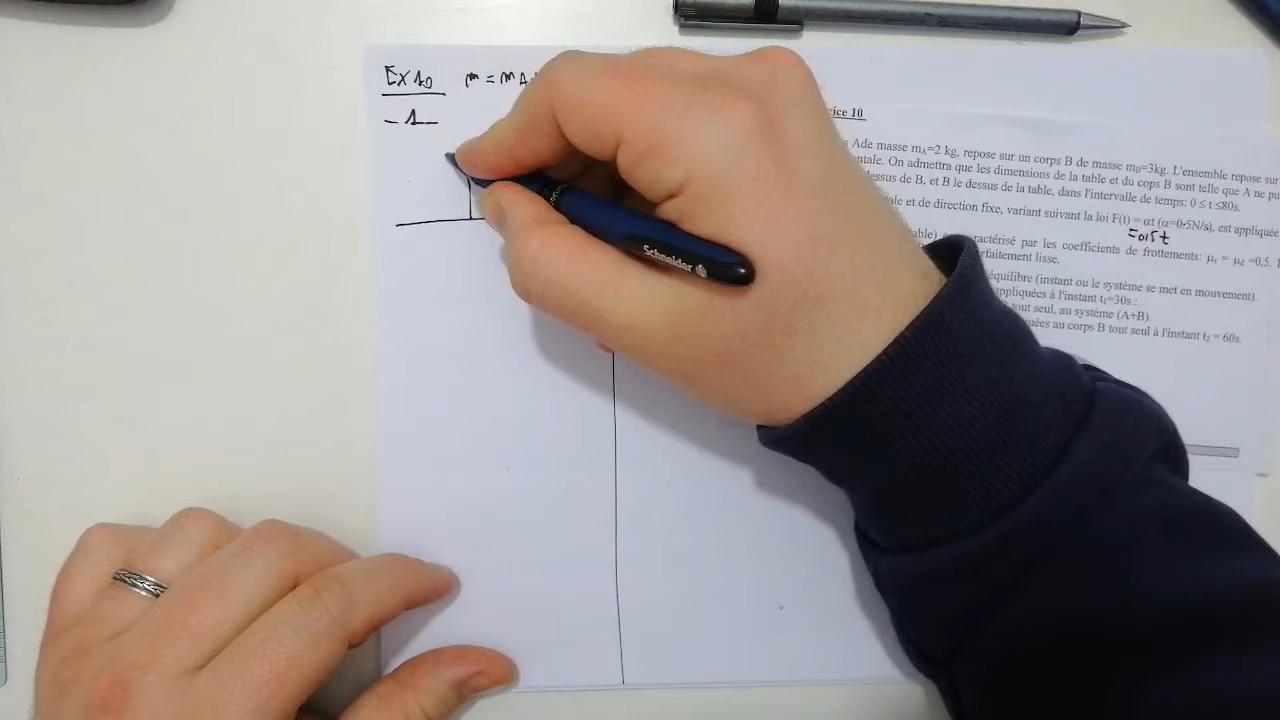 Ex 10 m = mA
- 1 -
ice 10
A de masse mA=2 kg, repose sur un corps B de masse mB=3kg. L'ensemble repose sur
ntale. On admettra que les dimensions de la table et du cops B sont telle que A ne
dessus de B, et B le dessus de la table, dans l'intervalle de temps: 0 ≤ t ≤80s.
ale et de direction fixe, variant suivant la loi F(t) = αt (α=0.5N/s), est appliquée
=0,5t
able) caractérisé par les coefficients de frottements: μs = μd =0,5.
rfaitement lisse.
équilibre (instant ou le système se met en mouvement).
appliquées à l'instant t1=30s :
tout seul, au système (A+B).
uées au corps B tout seul à l'instant t2 = 60s.
Schneider